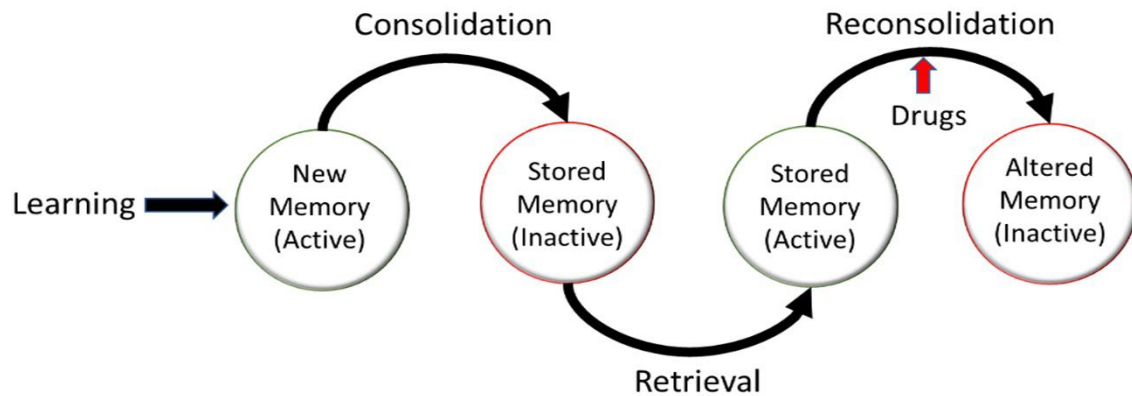 Consolidation
Reconsolidation
Drugs
Learning
New
Memory
(Active)
Stored
Memory
(Inactive)
Stored
Memory
(Active)
Altered
Memory
(Inactive)
Retrieval